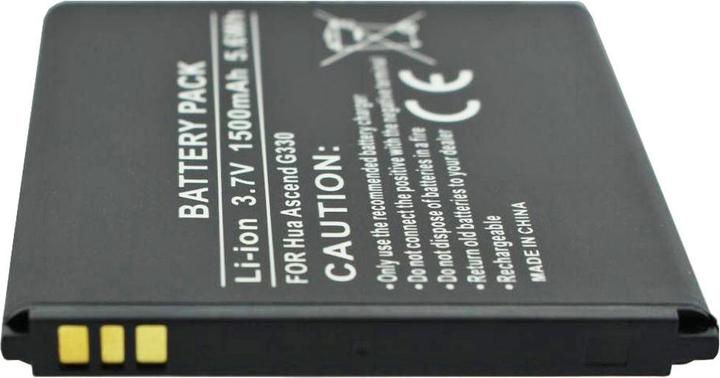 BATTERY PACK
Li-ion 3.7V 1500mAh 5.6Wh
FOR Hua Ascend G330
CAUTION:
•Only use the recommended battery charger
•Do not connect the positive with the negative terminal
•Do not dispose of batteries in a fire
•Return old batteries to your supplier
•Rechargeable
MADE IN CHINA
CE